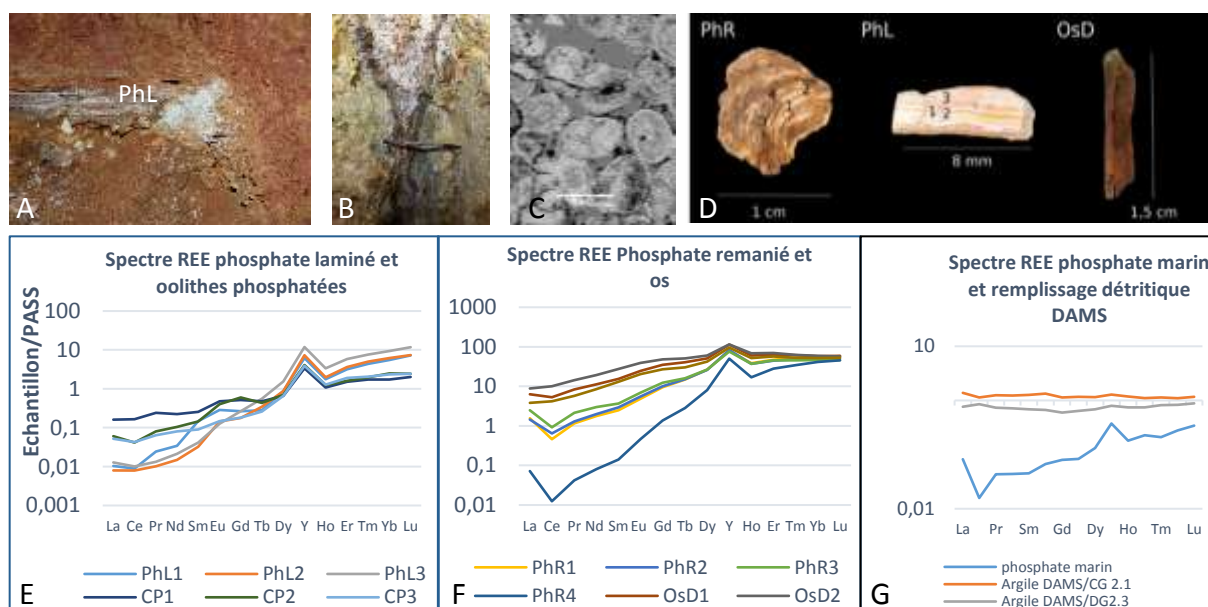 PhL
A
B
C
PhR
PhL
OsD
2
1
3
2
8 mm
1 cm
1,5 cm
D
Spectre REE phosphate laminé et
oolithes phosphatées
Echantillon/PASS
100
10
1
0,1
0,01
0,001
La Ce Pr Nd Sm Eu Gd Tb Dy Y Ho Er Tm Yb Lu
PhL1 PhL2 PhL3
CP1 CP2 CP3
E
Spectre REE Phosphate remanié et
os
1000
100
10
1
0,1
0,01
La Ce Pr Nd Sm Eu Gd Tb Dy Y Ho Er Tm Yb Lu
PhR1 PhR2 PhR3
PhR4 OsD1 OsD2
F
Spectre REE phosphate marin
et remplissage détritique
DAMS
10
0,01
La Pr Sm Gd Dy Ho Tm Lu
phosphate marin
Argile DAMS/CG 2.1
Argile DAMS/DG2.3
G